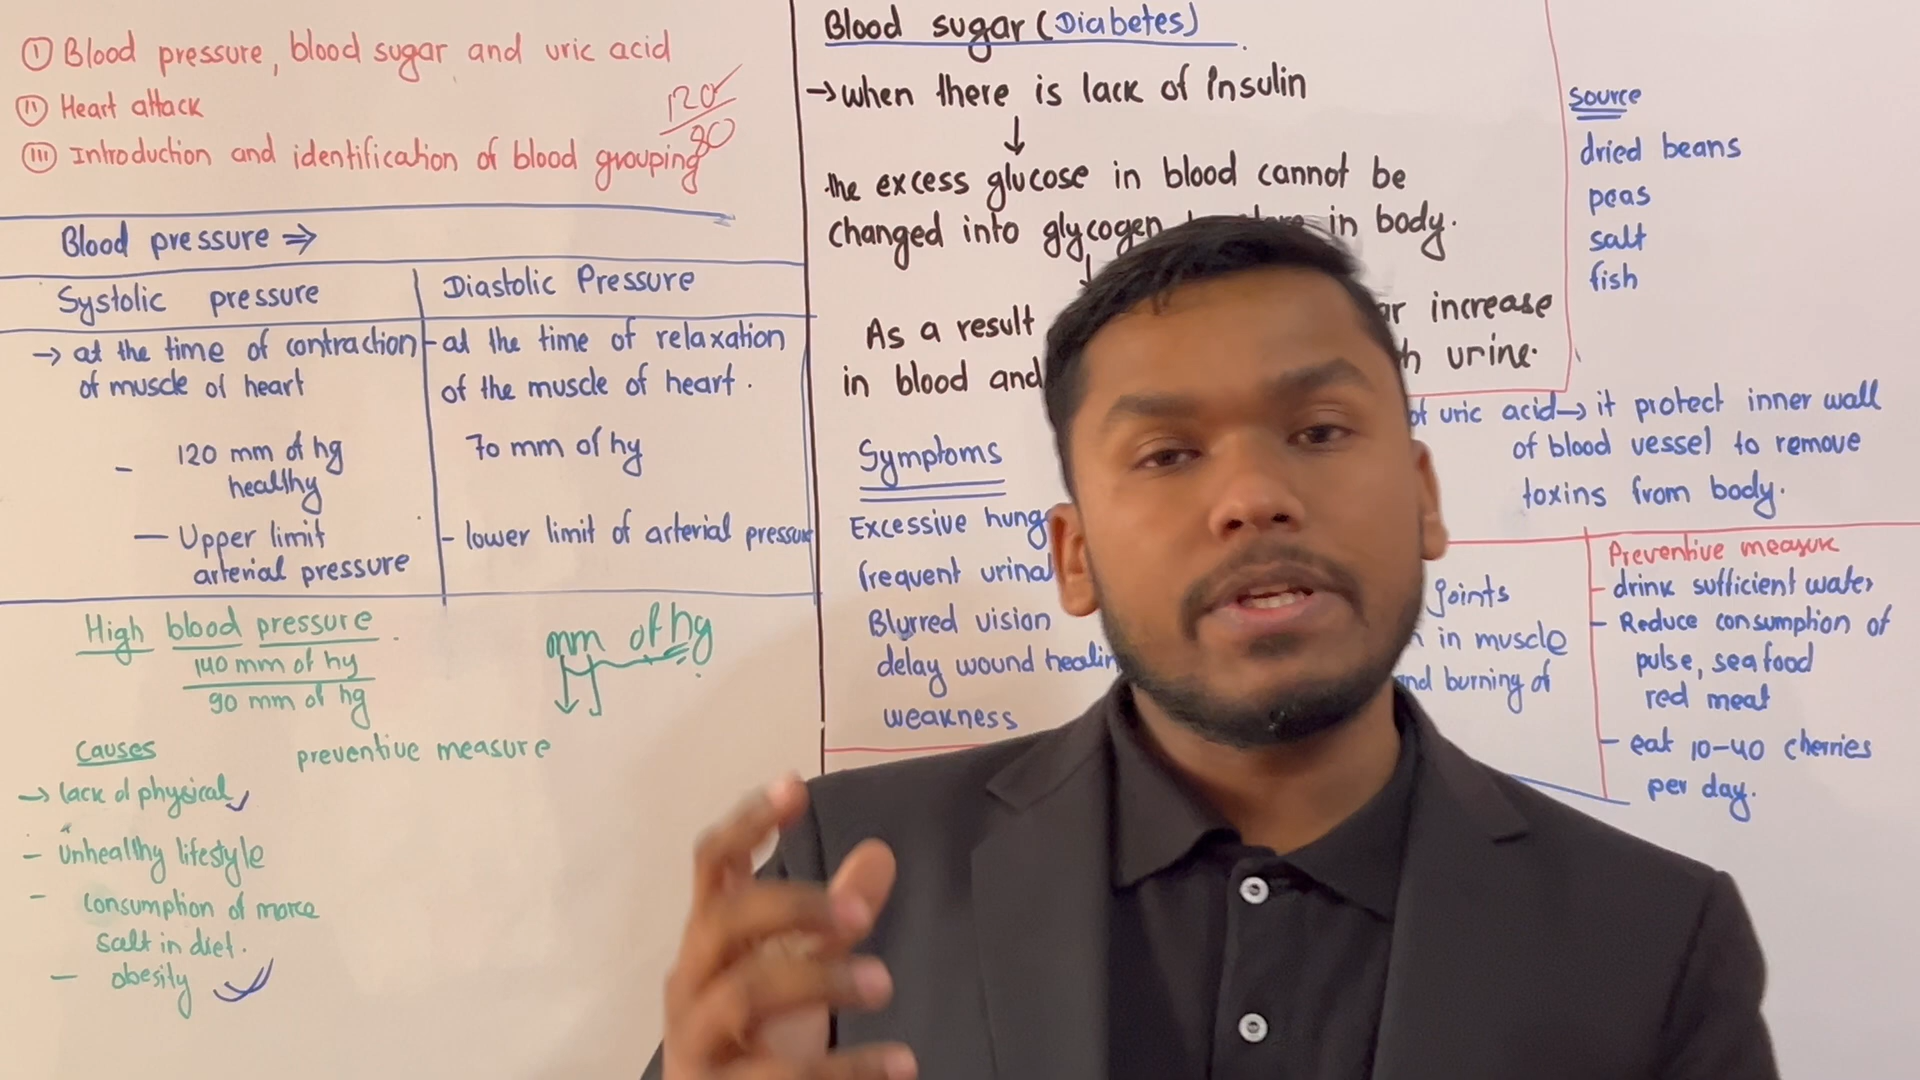 (I) Blood pressure, blood sugar and uric acid
(II) Heart attack
(III) Introduction and identification of blood grouping
120
80
Blood pressure ⇒
Systolic pressure
→ at the time of contraction
of muscle of heart
- 120 mm of hg
healthy
— Upper limit
arterial pressure
Diastolic Pressure
- at the time of relaxation
of the muscle of heart.
70 mm of hg
- lower limit of arterial pressure
High blood pressure
140 mm of hg
90 mm of hg
mm of hg
Causes
→ lack of physical
- Unhealthy lifestyle
- Consumption of more
salt in diet.
- obesity
preventive measure
Blood sugar (Diabetes)
→ when there is lack of Insulin
↓
the excess glucose in blood cannot be
changed into glycogen in body.
↓
As a result increase
in blood and urine.
Symptoms
Excessive
frequent
Blurred vision
delay wound
weakness
source
dried beans
peas
salt
fish
of uric acid → it protect inner wall
of blood vessel to remove
toxins from body.
Joints
in muscle
and burning of
Preventive measure
- drink sufficient water
- Reduce consumption of
pulse, sea food
red meat
- eat 10-40 cherries
per day.